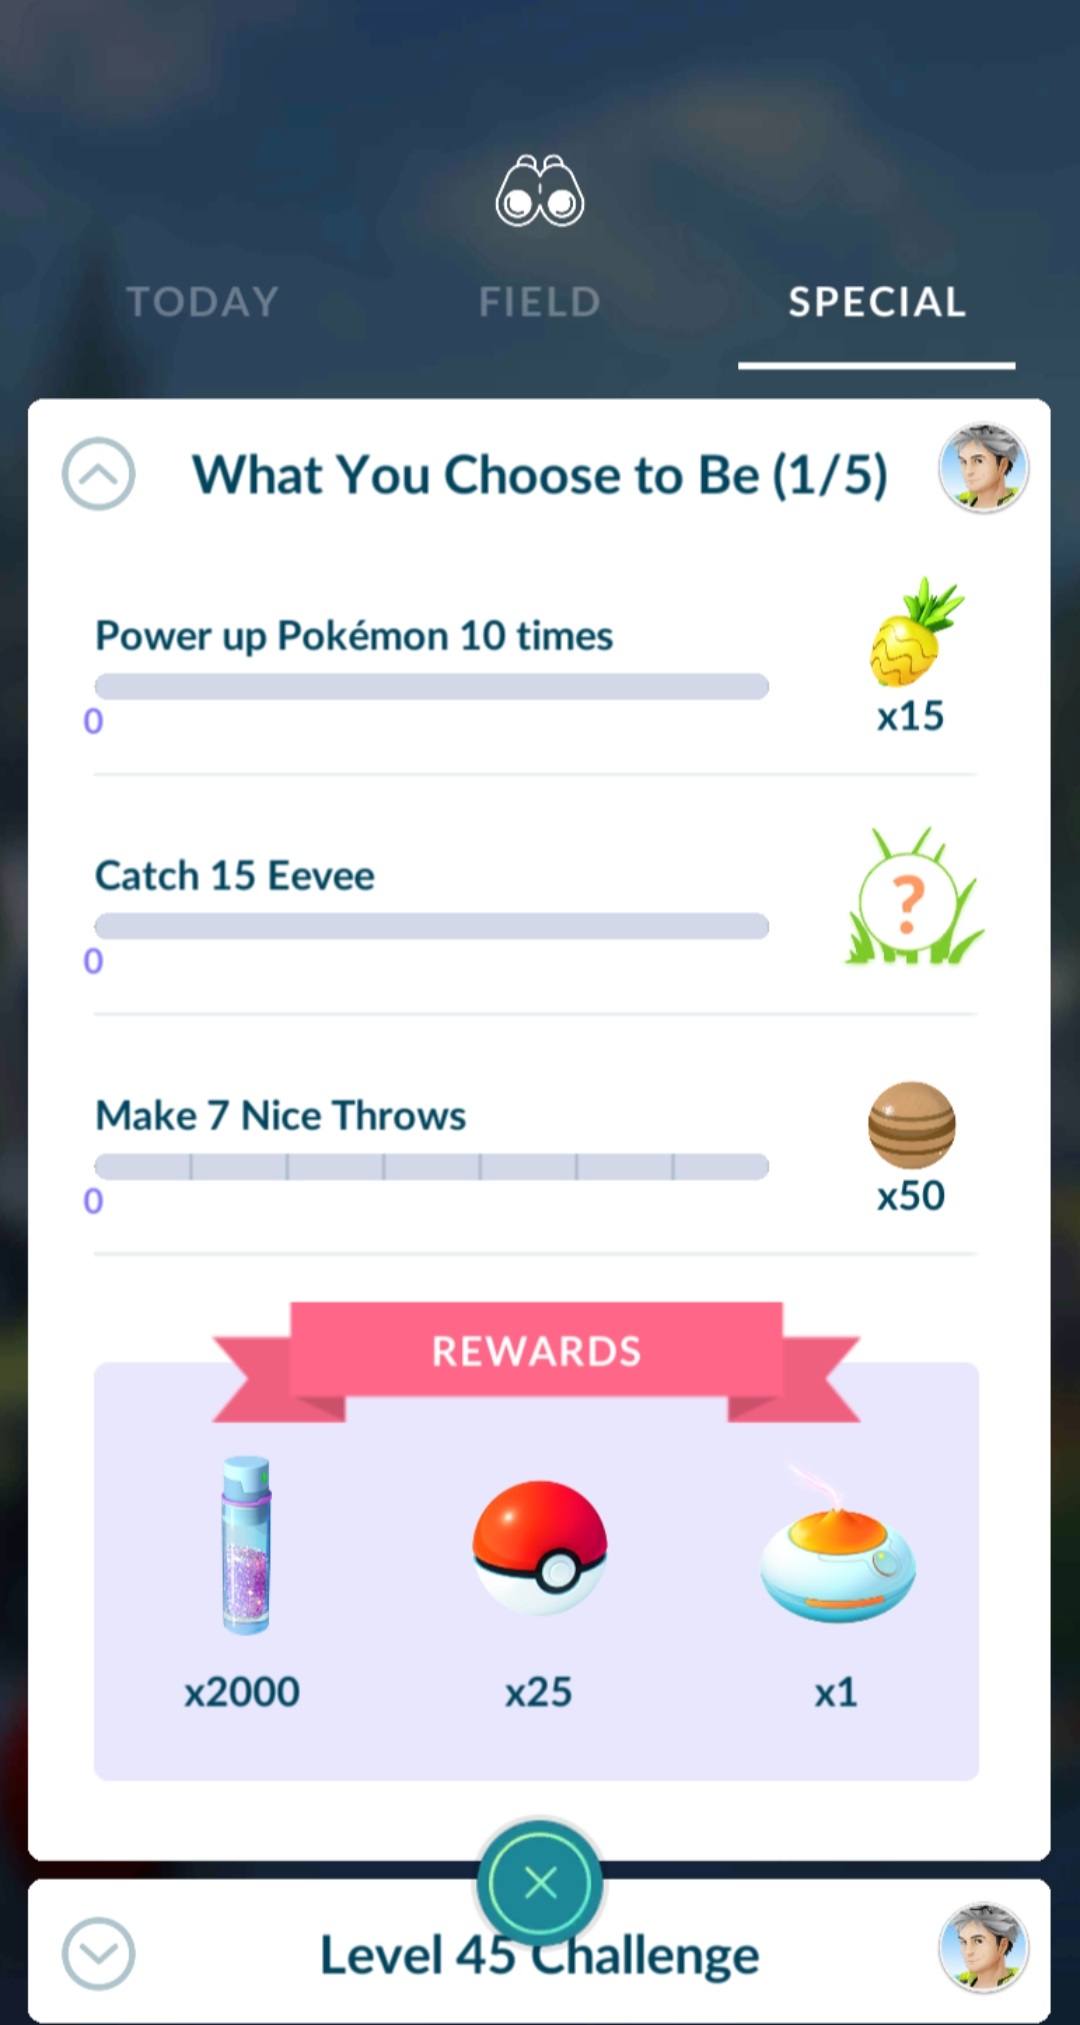 TODAY
FIELD
SPECIAL
What You Choose to Be (1/5)
Power up Pokémon 10 times
0
x15
Catch 15 Eevee
0
?
Make 7 Nice Throws
0
x50
REWARDS
x2000
x25
x1
Level 45 Challenge